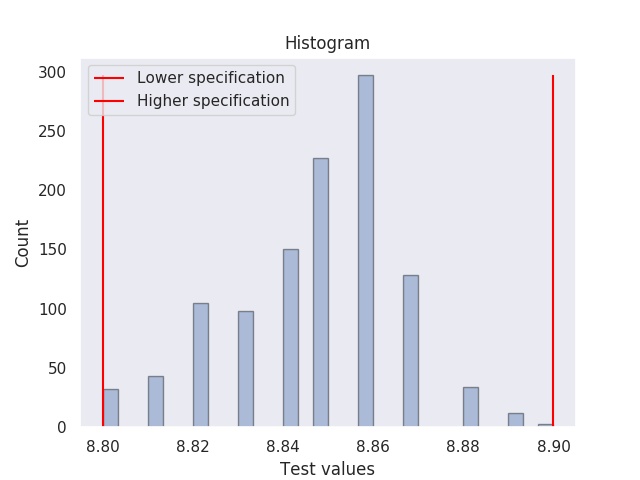 Histogram
Lower specification
Higher specification
300
250
200
150
100
50
0
Count
8.80 8.82 8.84 8.86 8.88 8.90
Test values